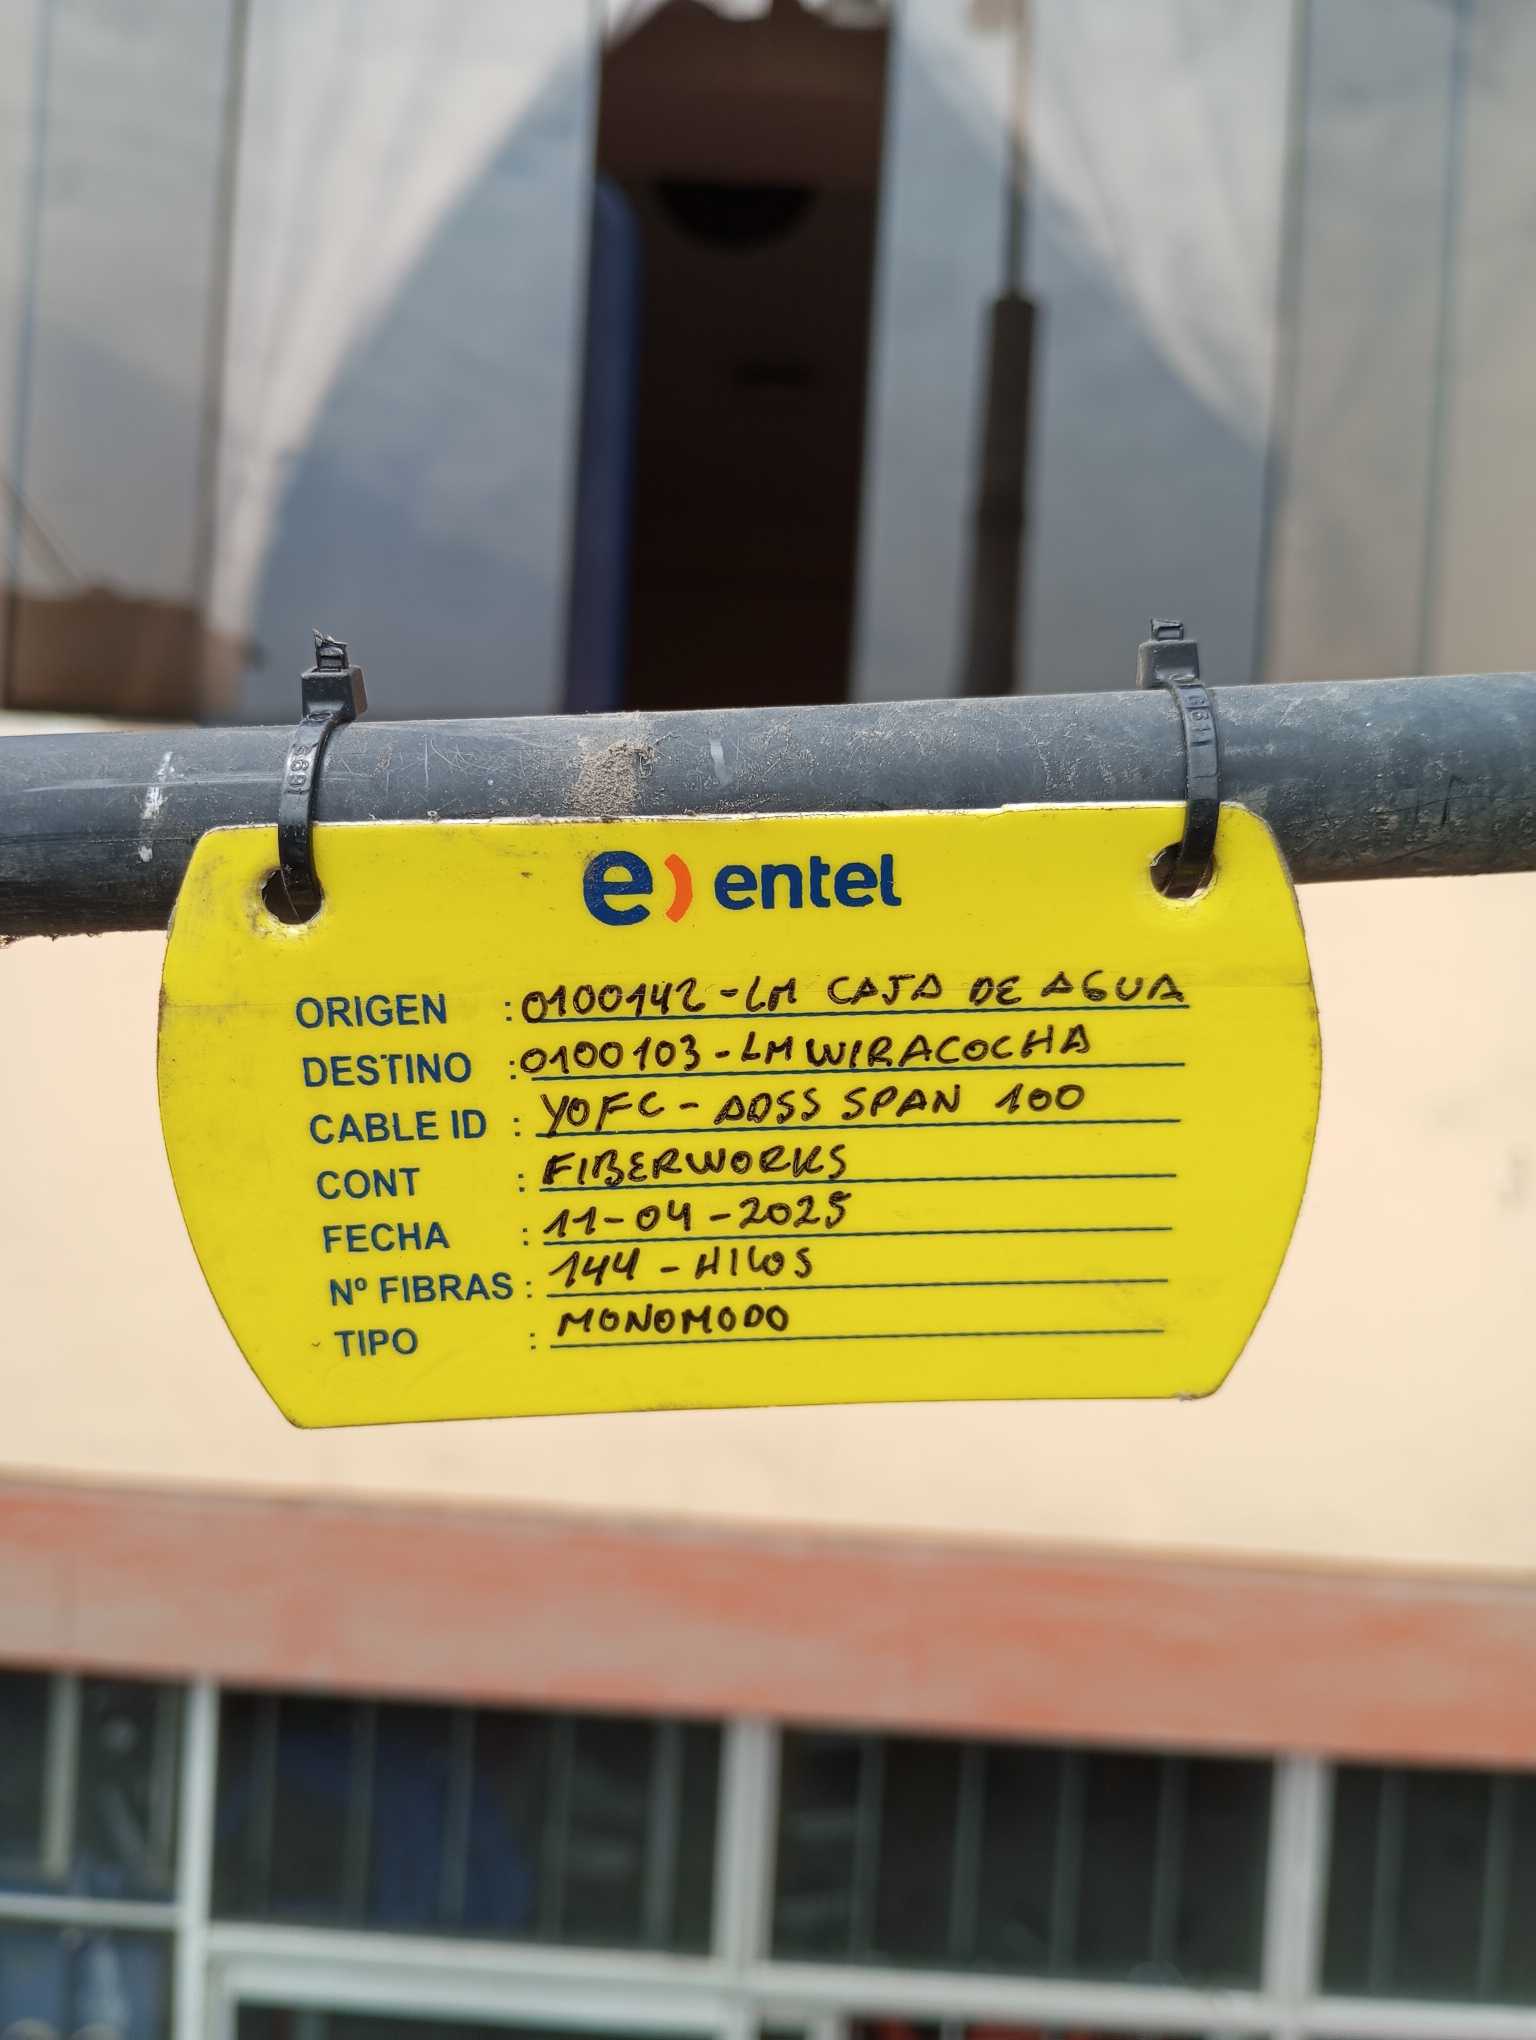 e) entel
ORIGEN : 0100142-LM CAJA DE AGUA
DESTINO : 0100103-LM WIRACOCHA
CABLE ID : YOFC - ADSS SPAN 100
CONT : FIBERWORKS
FECHA : 11-04-2025
Nº FIBRAS : 144 - HILOS
TIPO : MONOMODO